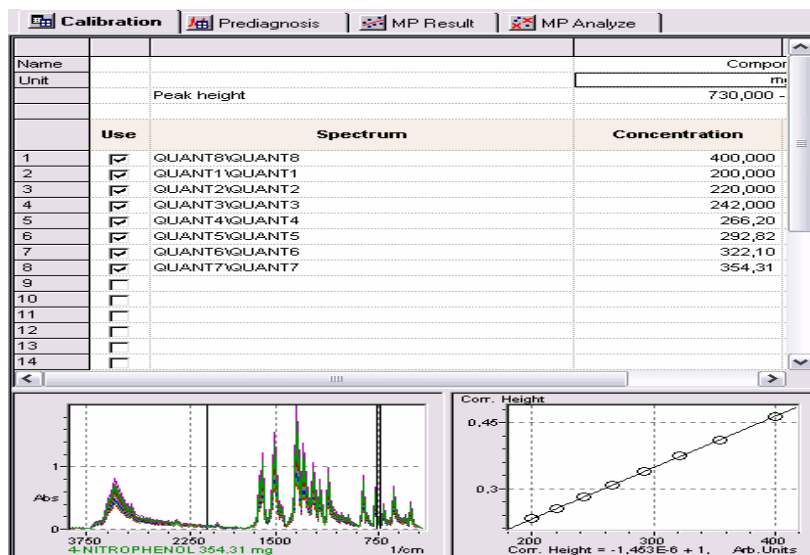 Calibration Prediagnosis MP Result MP Analyze
Name Compor
Unit
Peak height 730,000 -
Use Spectrum Concentration
1 QUANT8\QUANT8 400,000
2 QUANT1\QUANT1 200,000
3 QUANT2\QUANT2 220,000
4 QUANT3\QUANT3 242,000
5 QUANT4\QUANT4 266,20
6 QUANT5\QUANT5 292,82
7 QUANT6\QUANT6 322,10
8 QUANT7\QUANT7 354,31
9
10
11
12
13
14
1
Abs
0
3750 2250 1500 750
4-NITROPHENOL 354.31 mg 1/cm
Corr. Height
0,45
0,3
200 300 400
Corr. Height = -1,453E-6 + 1, Arb.Units